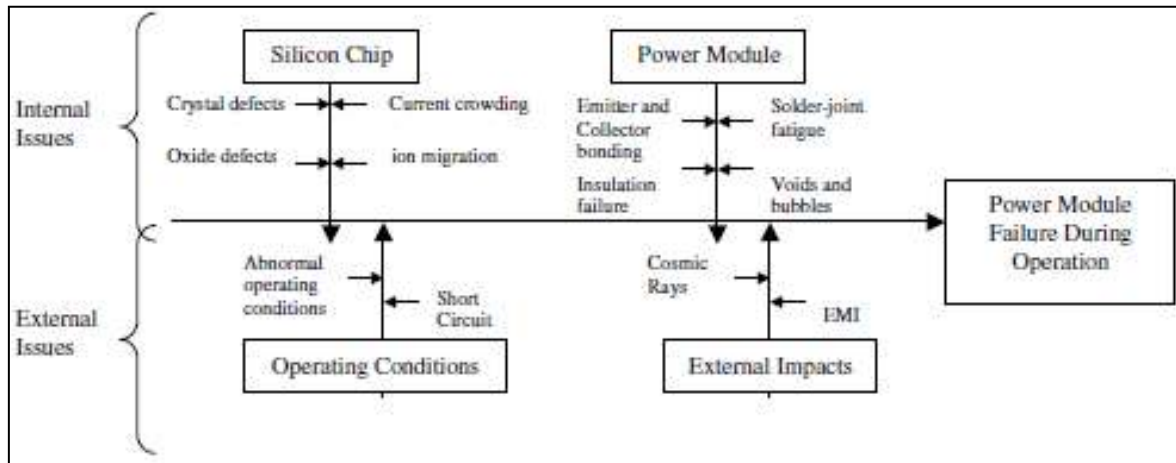 Silicon Chip
Power Module
Internal
Issues
Crystal defects
Current crowding
Oxide defects
ion migration
Emitter and
Collector
bonding
Solder-joint
fatigue
Insulation
failure
Voids and
bubbles
Power Module
Failure During
Operation
External
Issues
Abnormal
operating
conditions
Short
Circuit
Cosmic
Rays
EMI
Operating Conditions
External Impacts